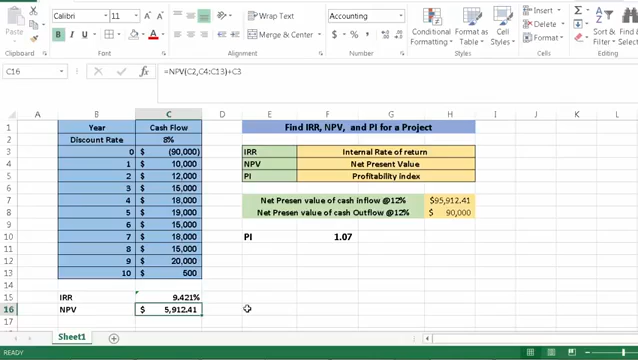 Calibri 11 A A Wrap Text Accounting Insert Σ
Paste B I U Merge & Center $ % , Conditional Formatting Format as Table Cell Styles Delete Format Sort & Filter Find & Select
Clipboard Font Alignment Number Styles Cells Editing
C16 fx =NPV(C2,C4:C13)+C3
A B C D E F G H I J K L M
1 Year Cash Flow Find IRR, NPV, and PI for a Project
2 Discount Rate 8%
3 0 $ (90,000) IRR Internal Rate of return
4 1 $ 10,000 NPV Net Present Value
5 2 $ 12,000 PI Profitability index
6 3 $ 15,000
7 4 $ 18,000 Net Presen value of cash inflow @12% $95,912.41
8 5 $ 19,000 Net Presen value of cash Outflow @12% $ 90,000
9 6 $ 15,000
10 7 $ 18,000 PI 1.07
11 8 $ 15,000
12 9 $ 20,000
13 10 $ 500
14
15 IRR 9.421%
16 NPV $ 5,912.41
17
Sheet1
READY